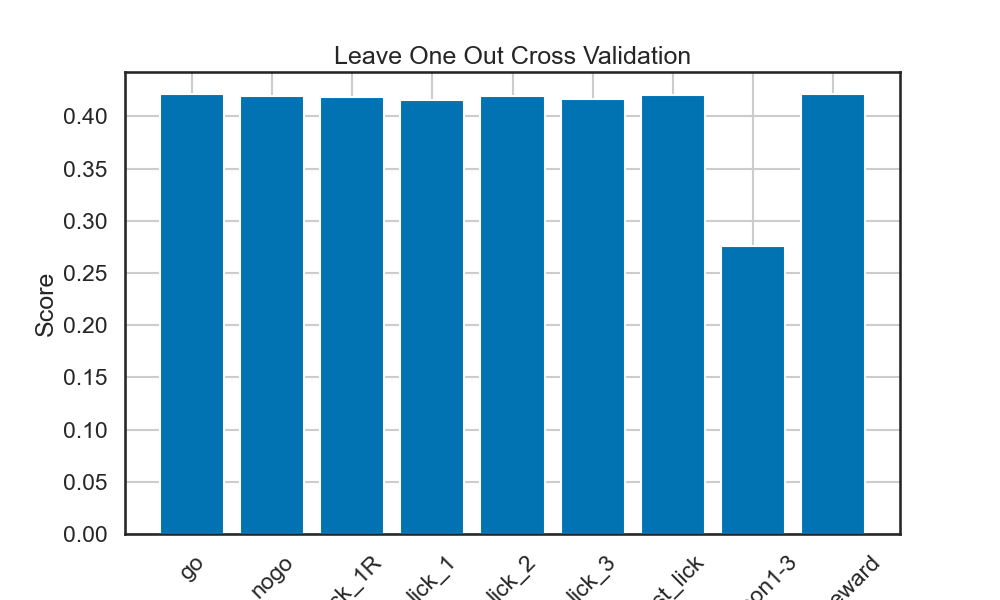 Leave One Out Cross Validation
Score
0.40
0.35
0.30
0.25
0.20
0.15
0.10
0.05
0.00
go
nogo
ck_1R
lick_1
lick_2
lick_3
st_lick
on1-3
eward